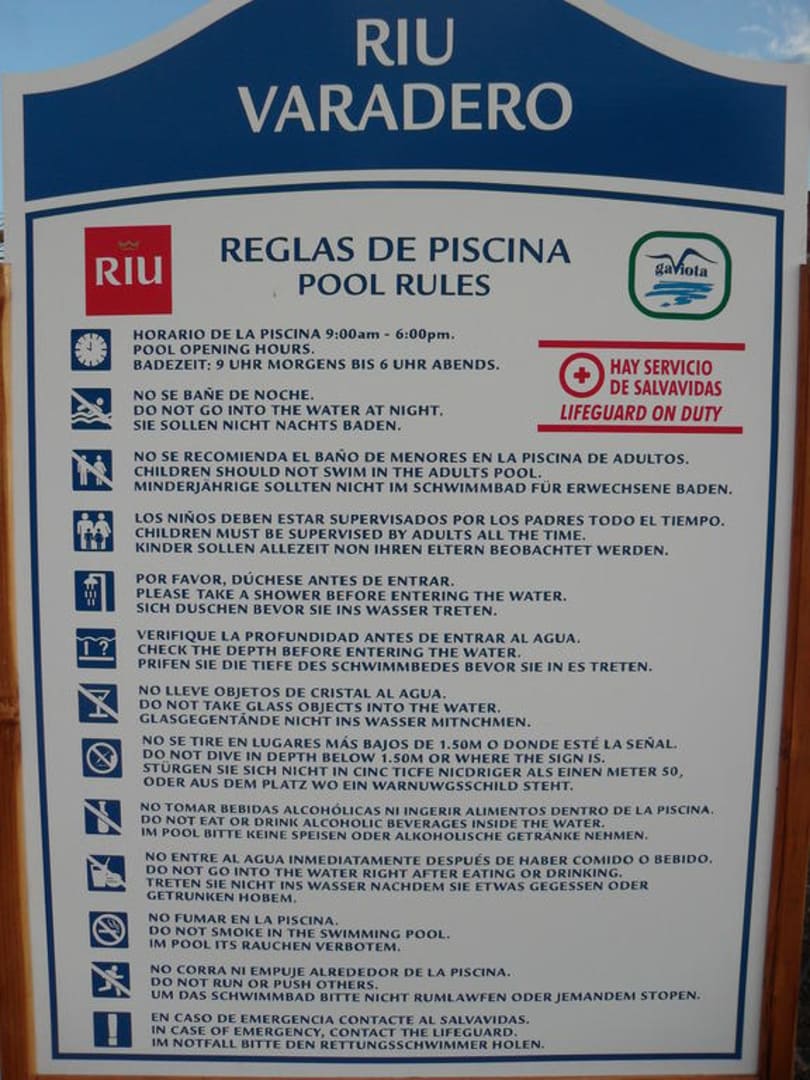 RIU
VARADERO
RIU
REGLAS DE PISCINA
POOL RULES
gaviota
HORARIO DE LA PISCINA 9:00am - 6:00pm.
POOL OPENING HOURS.
BADEZEIT: 9 UHR MORGENS BIS 6 UHR ABENDS.
HAY SERVICIO
DE SALVAVIDAS
LIFEGUARD ON DUTY
NO SE BAÑE DE NOCHE.
DO NOT GO INTO THE WATER AT NIGHT.
SIE SOLLEN NICHT NACHTS BADEN.
NO SE RECOMIENDA EL BAÑO DE MENORES EN LA PISCINA DE ADULTOS.
CHILDREN SHOULD NOT SWIM IN THE ADULTS POOL.
MINDERJÄHRIGE SOLLTEN NICHT IM SCHWIMMBAD FÜR ERWECHSENE BADEN.
LOS NIÑOS DEBEN ESTAR SUPERVISADOS POR LOS PADRES TODO EL TIEMPO.
CHILDREN MUST BE SUPERVISED BY ADULTS ALL THE TIME.
KINDER SOLLEN ALLEZEIT NON IHREN ELTERN BEOBACHTET WERDEN.
POR FAVOR, DÚCHESE ANTES DE ENTRAR.
PLEASE TAKE A SHOWER BEFORE ENTERING THE WATER.
SICH DUSCHEN BEVOR SIE INS WASSER TRETEN.
?
VERIFIQUE LA PROFUNDIDAD ANTES DE ENTRAR AL AGUA.
CHECK THE DEPTH BEFORE ENTERING THE WATER.
PRIFEN SIE DIE TIEFE DES SCHWIMMBEDES BEVOR SIE IN ES TRETEN.
NO LLEVE OBJETOS DE CRISTAL AL AGUA.
DO NOT TAKE GLASS OBJECTS INTO THE WATER.
GLASGEGENTÄNDE NICHT INS WASSER MITNCHMEN.
NO SE TIRE EN LUGARES MÁS BAJOS DE 1.50M O DONDE ESTÉ LA SEÑAL.
DO NOT DIVE IN DEPTH BELOW 1.50M OR WHERE THE SIGN IS.
STÜRGEN SIE SICH NICHT IN CINC TICFE NICDRIGER ALS EINEN METER 50,
ODER AUS DEM PLATZ WO EIN WARNUWGSSCHILD STEHT.
NO TOMAR BEBIDAS ALCOHÓLICAS NI INGERIR ALIMENTOS DENTRO DE LA PISCINA.
DO NOT EAT OR DRINK ALCOHOLIC BEVERAGES INSIDE THE WATER.
IM POOL BITTE KEINE SPEISEN ODER ALKOHOLISCHE GETRÄNKE NEHMEN.
NO ENTRE AL AGUA INMEDIATAMENTE DESPUÉS DE HABER COMIDO O BEBIDO.
DO NOT GO INTO THE WATER RIGHT AFTER EATING OR DRINKING.
TRETEN SIE NICHT INS WASSER NACHDEM SIE ETWAS GEGESSEN ODER
GETRUNKEN HOBEM.
NO FUMAR EN LA PISCINA.
DO NOT SMOKE IN THE SWIMMING POOL.
IM POOL ITS RAUCHEN VERBOTEM.
NO CORRA NI EMPUJE ALREDEDOR DE LA PISCINA.
DO NOT RUN OR PUSH OTHERS.
UM DAS SCHWIMMBAD BITTE NICHT RUMLAWFEN ODER JEMANDEM STOPEN.
!
EN CASO DE EMERGENCIA CONTACTE AL SALVAVIDAS.
IN CASE OF EMERGENCY, CONTACT THE LIFEGUARD.
IM NOTFALL BITTE DEN RETTUNGSSCHWIMMER HOLEN.